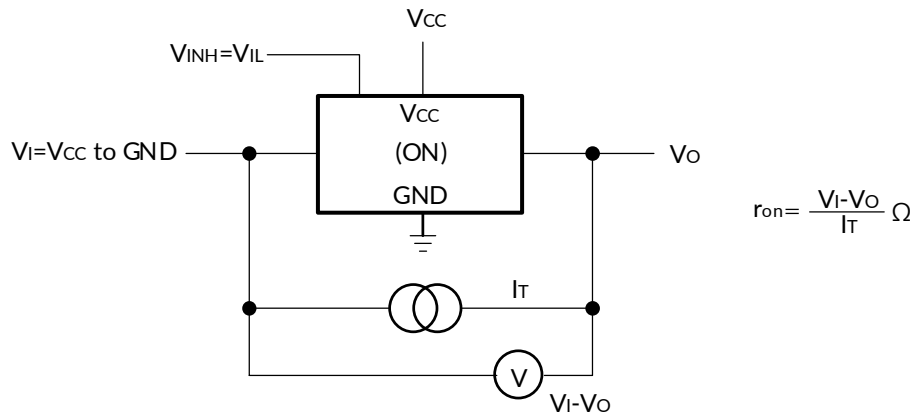 VCC
VINH=VIL
VCC
VI=VCC to GND
(ON)
VO
GND
ron= VI-VO / IT Ω
IT
V
VI-VO